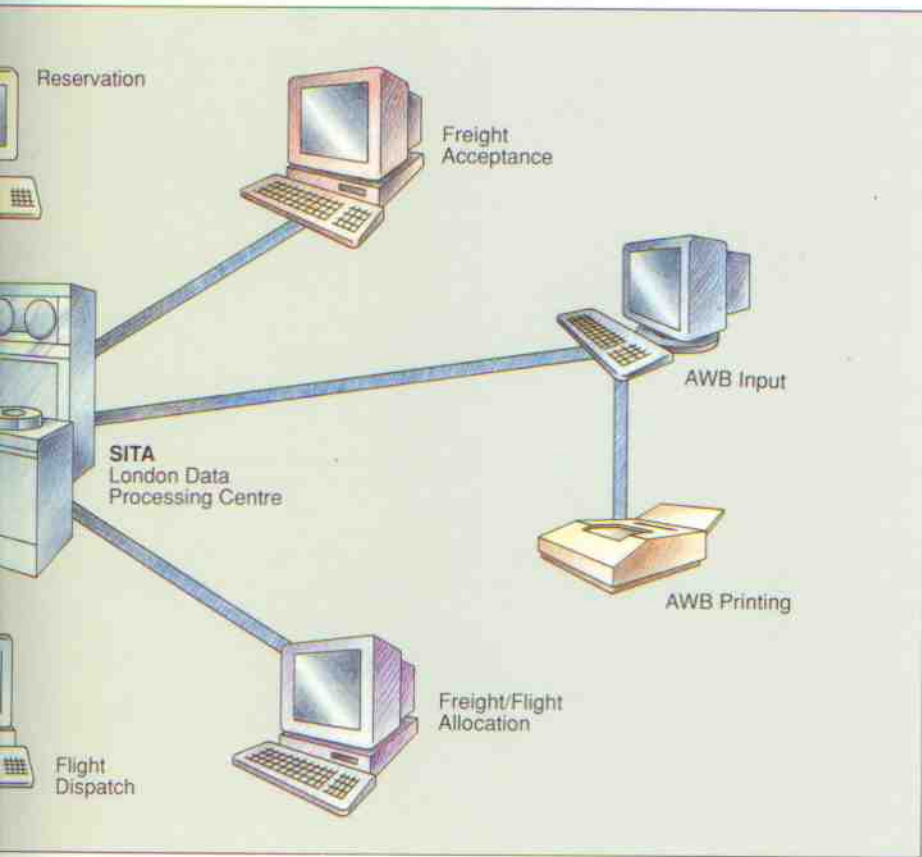 Reservation
Freight
Acceptance
AWB Input
SITA
London Data
Processing Centre
AWB Printing
Freight/Flight
Allocation
Flight
Dispatch